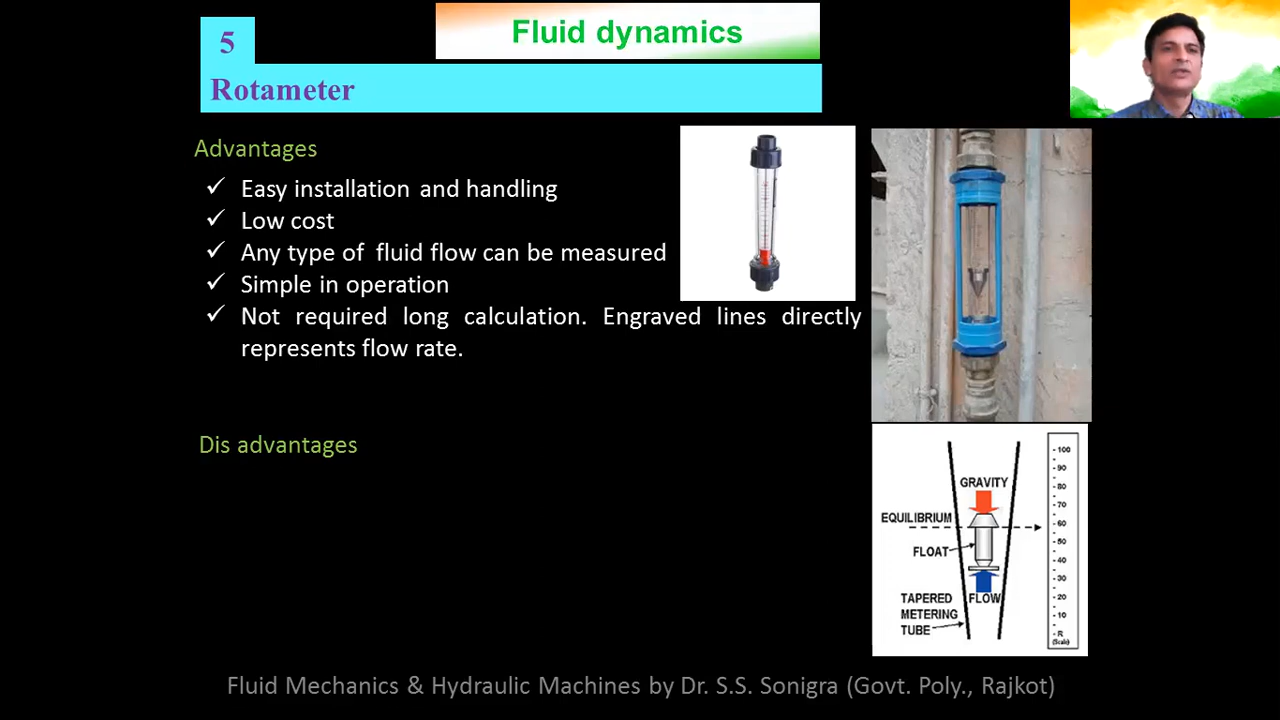 Fluid dynamics
5
Rotameter
Advantages
✓ Easy installation and handling
✓ Low cost
✓ Any type of fluid flow can be measured
✓ Simple in operation
✓ Not required long calculation. Engraved lines directly
represents flow rate.
Dis advantages
GRAVITY
EQUILIBRIUM
FLOAT
FLOW
TAPERED
METERING
TUBE
- 100
- 90
- 80
- 70
- 60
- 50
- 40
- 30
- 20
- 10
- R
(Scale)
Fluid Mechanics & Hydraulic Machines by Dr. S.S. Sonigra (Govt. Poly., Rajkot)